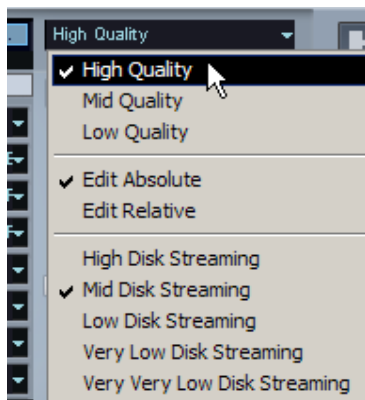 High Quality
High Quality
Mid Quality
Low Quality
Edit Absolute
Edit Relative
High Disk Streaming
Mid Disk Streaming
Low Disk Streaming
Very Low Disk Streaming
Very Very Low Disk Streaming